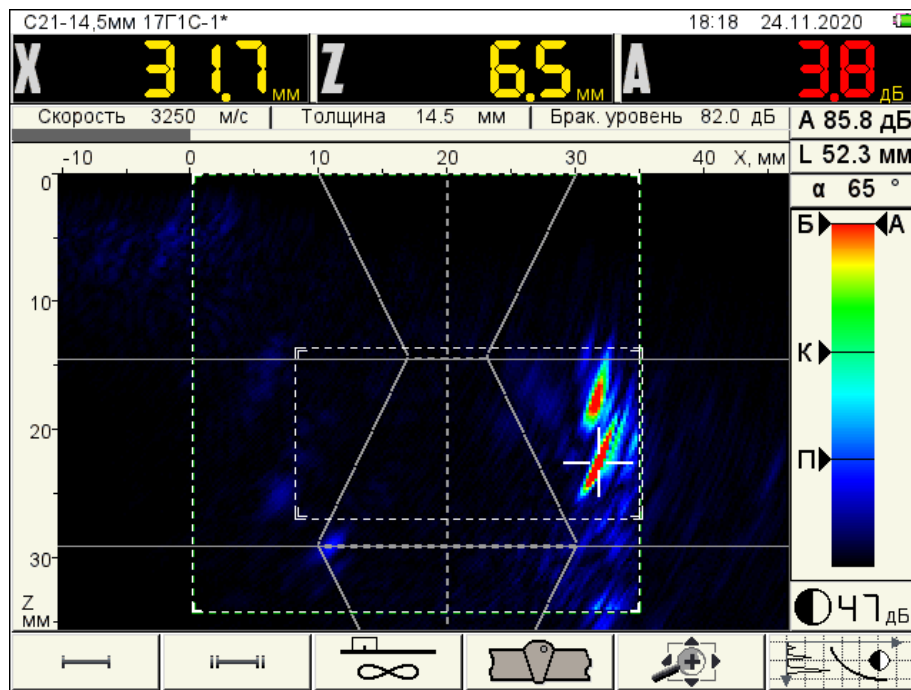 С21-14,5мм 17Г1С-1* 18:18 24.11.2020
X 31.7 мм Z 6.5 мм A 3.8 дБ
Скорость 3250 м/с Толщина 14.5 мм Брак. уровень 82.0 дБ A 85.8 дБ
-10 0 10 20 30 40 X, мм L 52.3 мм
α 65 °
0
Б А
10
К
20
П
30
Z
мм
47 дБ